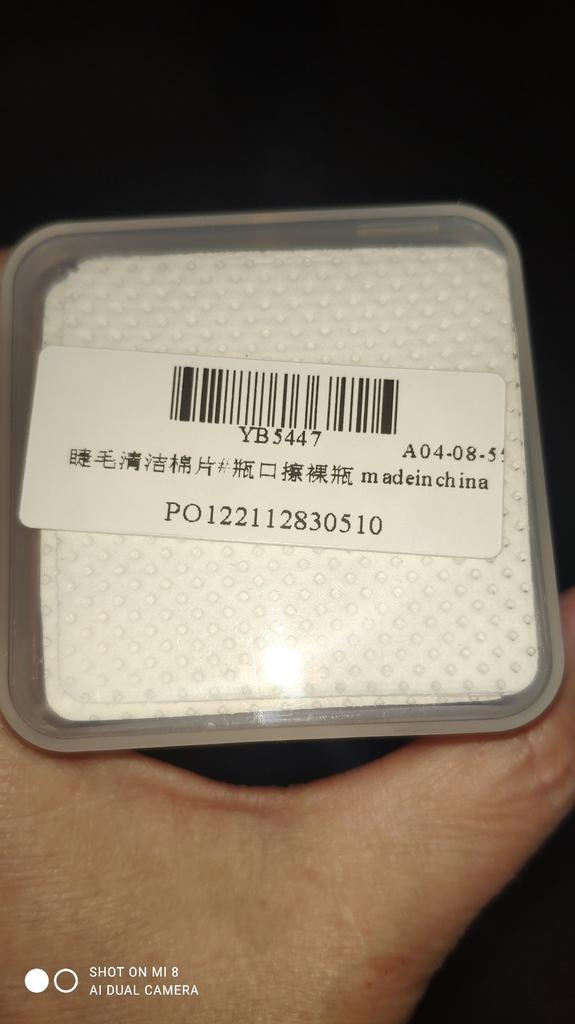 YB5447
A04-08-5
睫毛清洁棉片#瓶口擦裸瓶 madeinchina
PO122112830510
SHOT ON MI 8
AI DUAL CAMERA